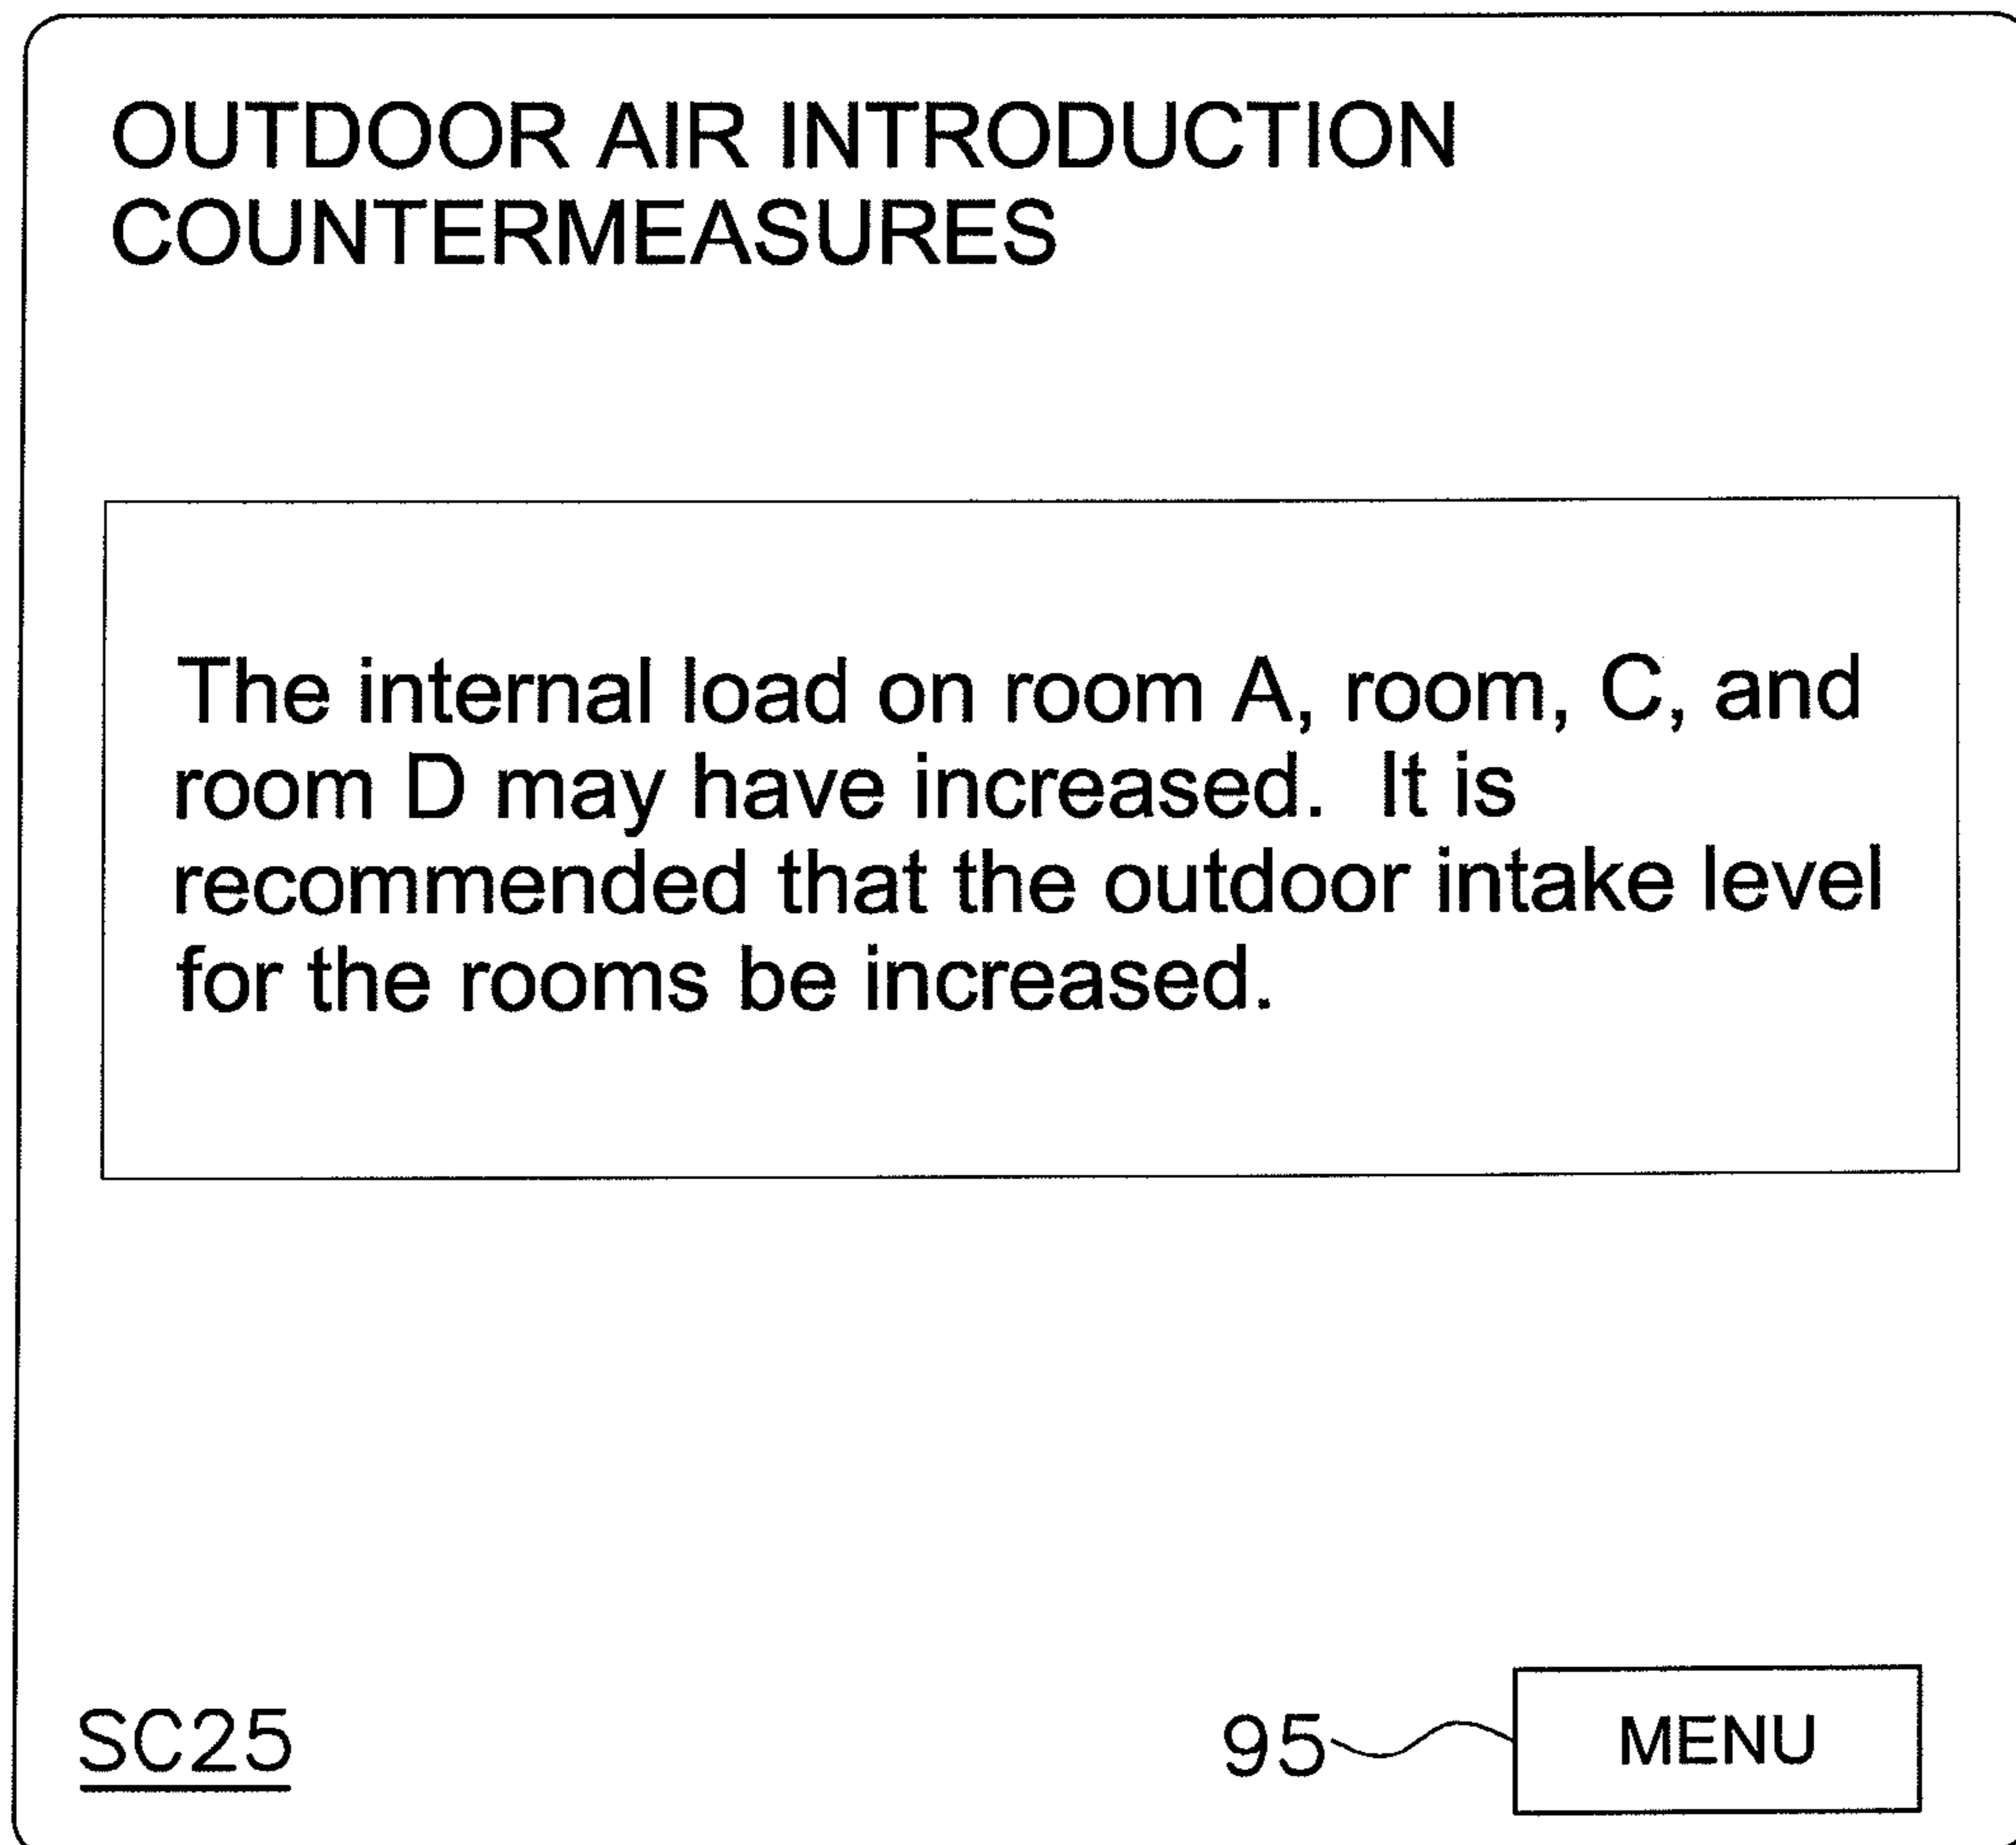 OUTDOOR AIR INTRODUCTION
COUNTERMEASURES
The internal load on room A, room, C, and
room D may have increased.  It is
recommended that the outdoor intake level
for the rooms be increased.
SC25
95
MENU